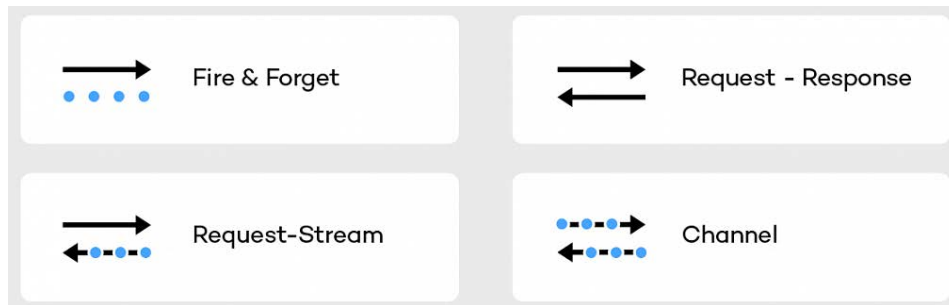 Fire & Forget
Request - Response
Request-Stream
Channel